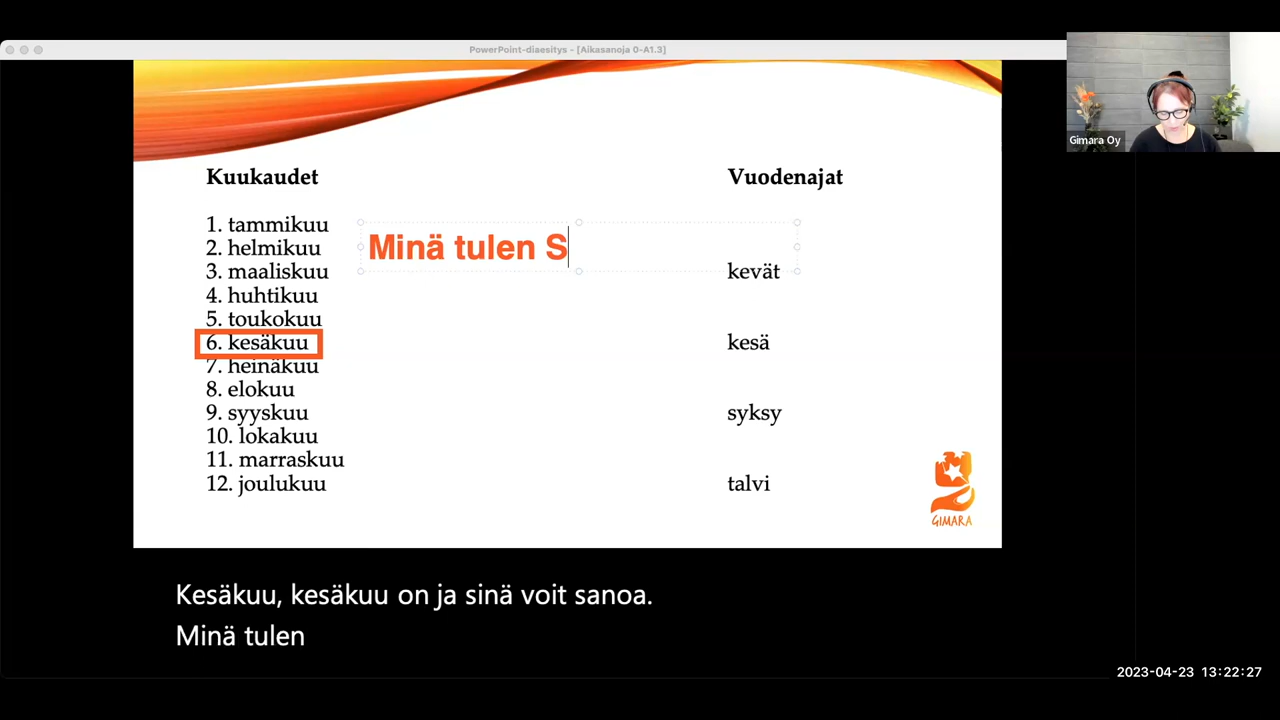 PowerPoint-diaesitys - [Aikasanoja 0-A1.3]
Gimara Oy
Kuukaudet
Vuodenajat
1. tammikuu
2. helmikuu
3. maaliskuu
4. huhtikuu
5. toukokuu
6. kesäkuu
7. heinäkuu
8. elokuu
9. syyskuu
10. lokakuu
11. marraskuu
12. joulukuu
Minä tulen S
kevät
kesä
syksy
talvi
GIMARA
Kesäkuu, kesäkuu on ja sinä voit sanoa.
Minä tulen
2023-04-23 13:22:27